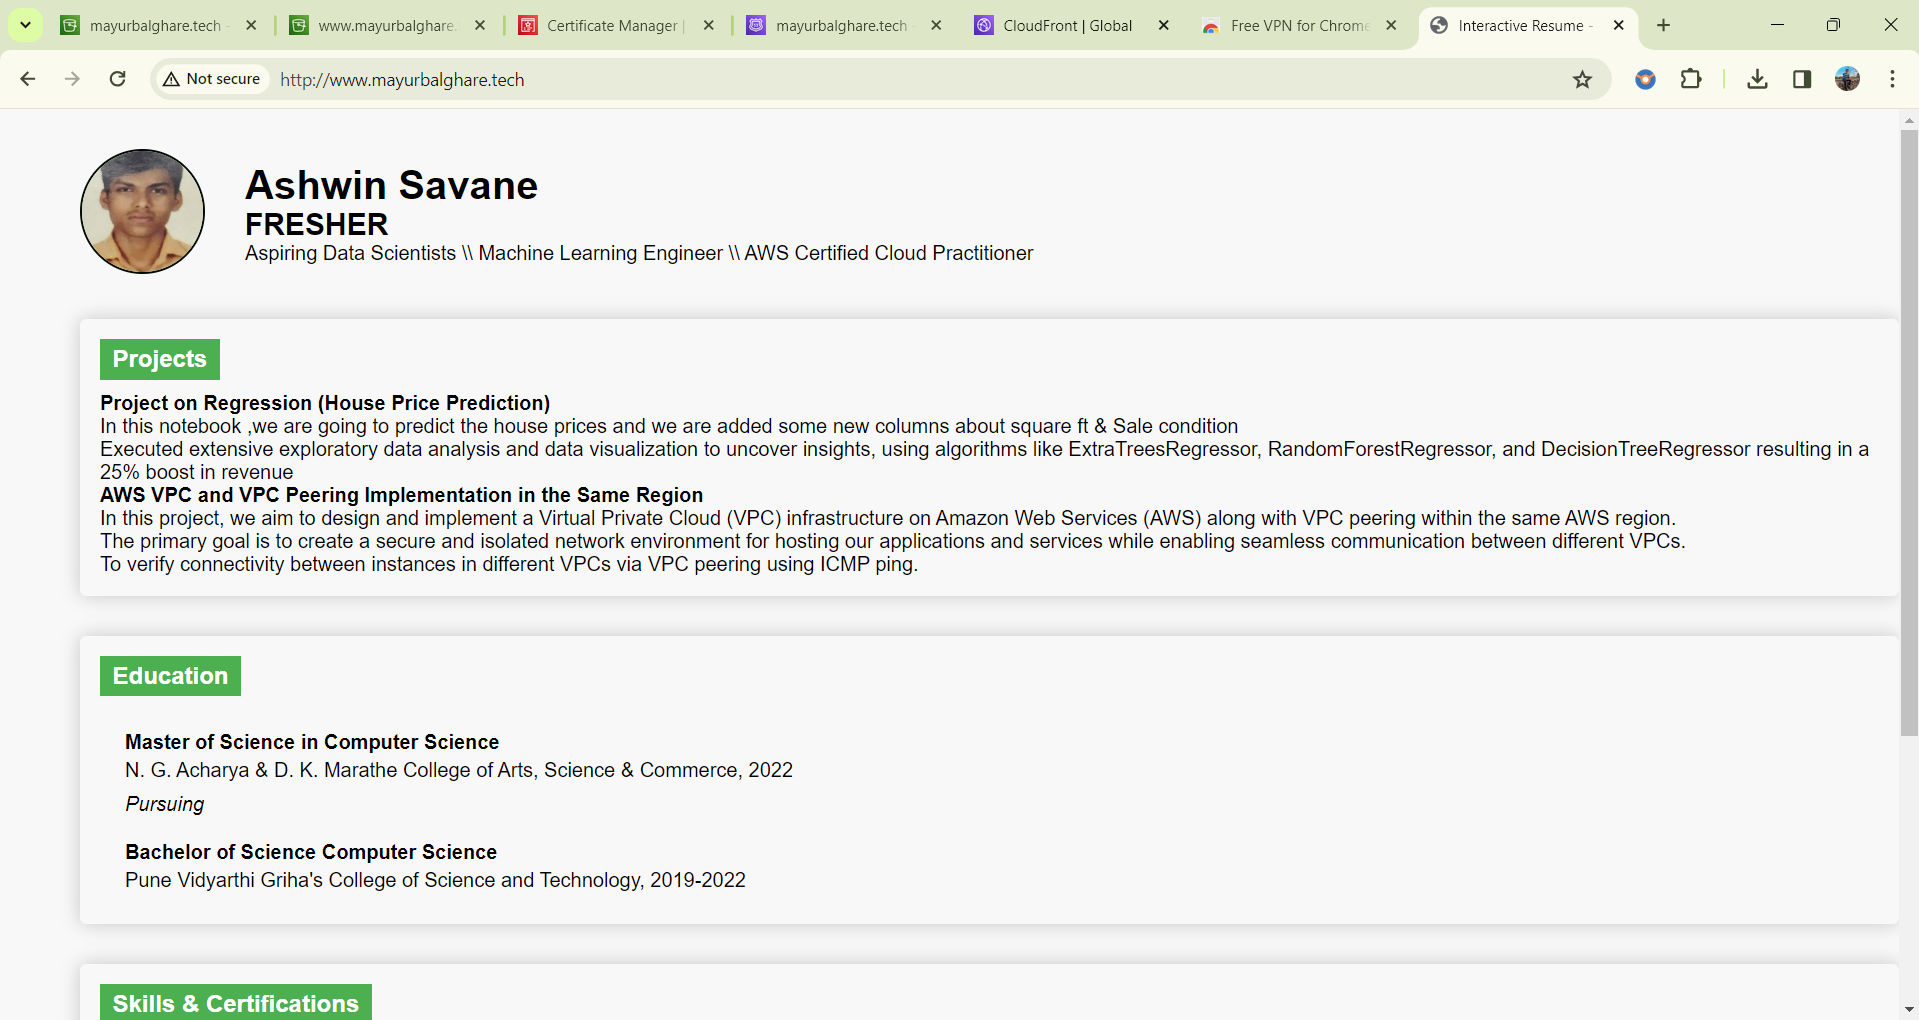 mayurbalghare.tech -
www.mayurbalghare.
Certificate Manager |
mayurbalghare.tech -
CloudFront | Global
Free VPN for Chrome
Interactive Resume -
Not secure
http://www.mayurbalghare.tech
Ashwin Savane
FRESHER
Aspiring Data Scientists \\ Machine Learning Engineer \\ AWS Certified Cloud Practitioner
Projects
Project on Regression (House Price Prediction)
In this notebook ,we are going to predict the house prices and we are added some new columns about square ft & Sale condition
Executed extensive exploratory data analysis and data visualization to uncover insights, using algorithms like ExtraTreesRegressor, RandomForestRegressor, and DecisionTreeRegressor resulting in a
25% boost in revenue
AWS VPC and VPC Peering Implementation in the Same Region
In this project, we aim to design and implement a Virtual Private Cloud (VPC) infrastructure on Amazon Web Services (AWS) along with VPC peering within the same AWS region.
The primary goal is to create a secure and isolated network environment for hosting our applications and services while enabling seamless communication between different VPCs.
To verify connectivity between instances in different VPCs via VPC peering using ICMP ping.
Education
Master of Science in Computer Science
N. G. Acharya & D. K. Marathe College of Arts, Science & Commerce, 2022
Pursuing
Bachelor of Science Computer Science
Pune Vidyarthi Griha's College of Science and Technology, 2019-2022
Skills & Certifications